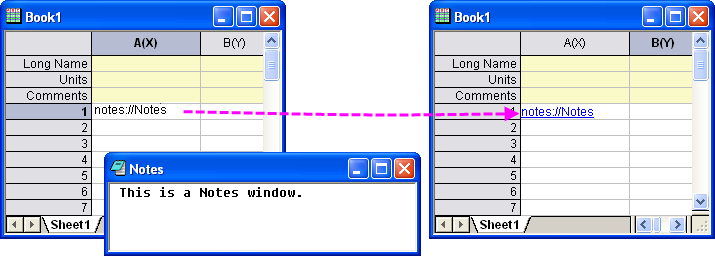 Book1
A(X) B(Y)
Long Name
Units
Comments
1 notes://Notes
2
3
4
5
6
7
Sheet1
Notes
This is a Notes window.
Book1
A(X) B(Y)
Long Name
Units
Comments
1 notes://Notes
2
3
4
5
6
7
Sheet1